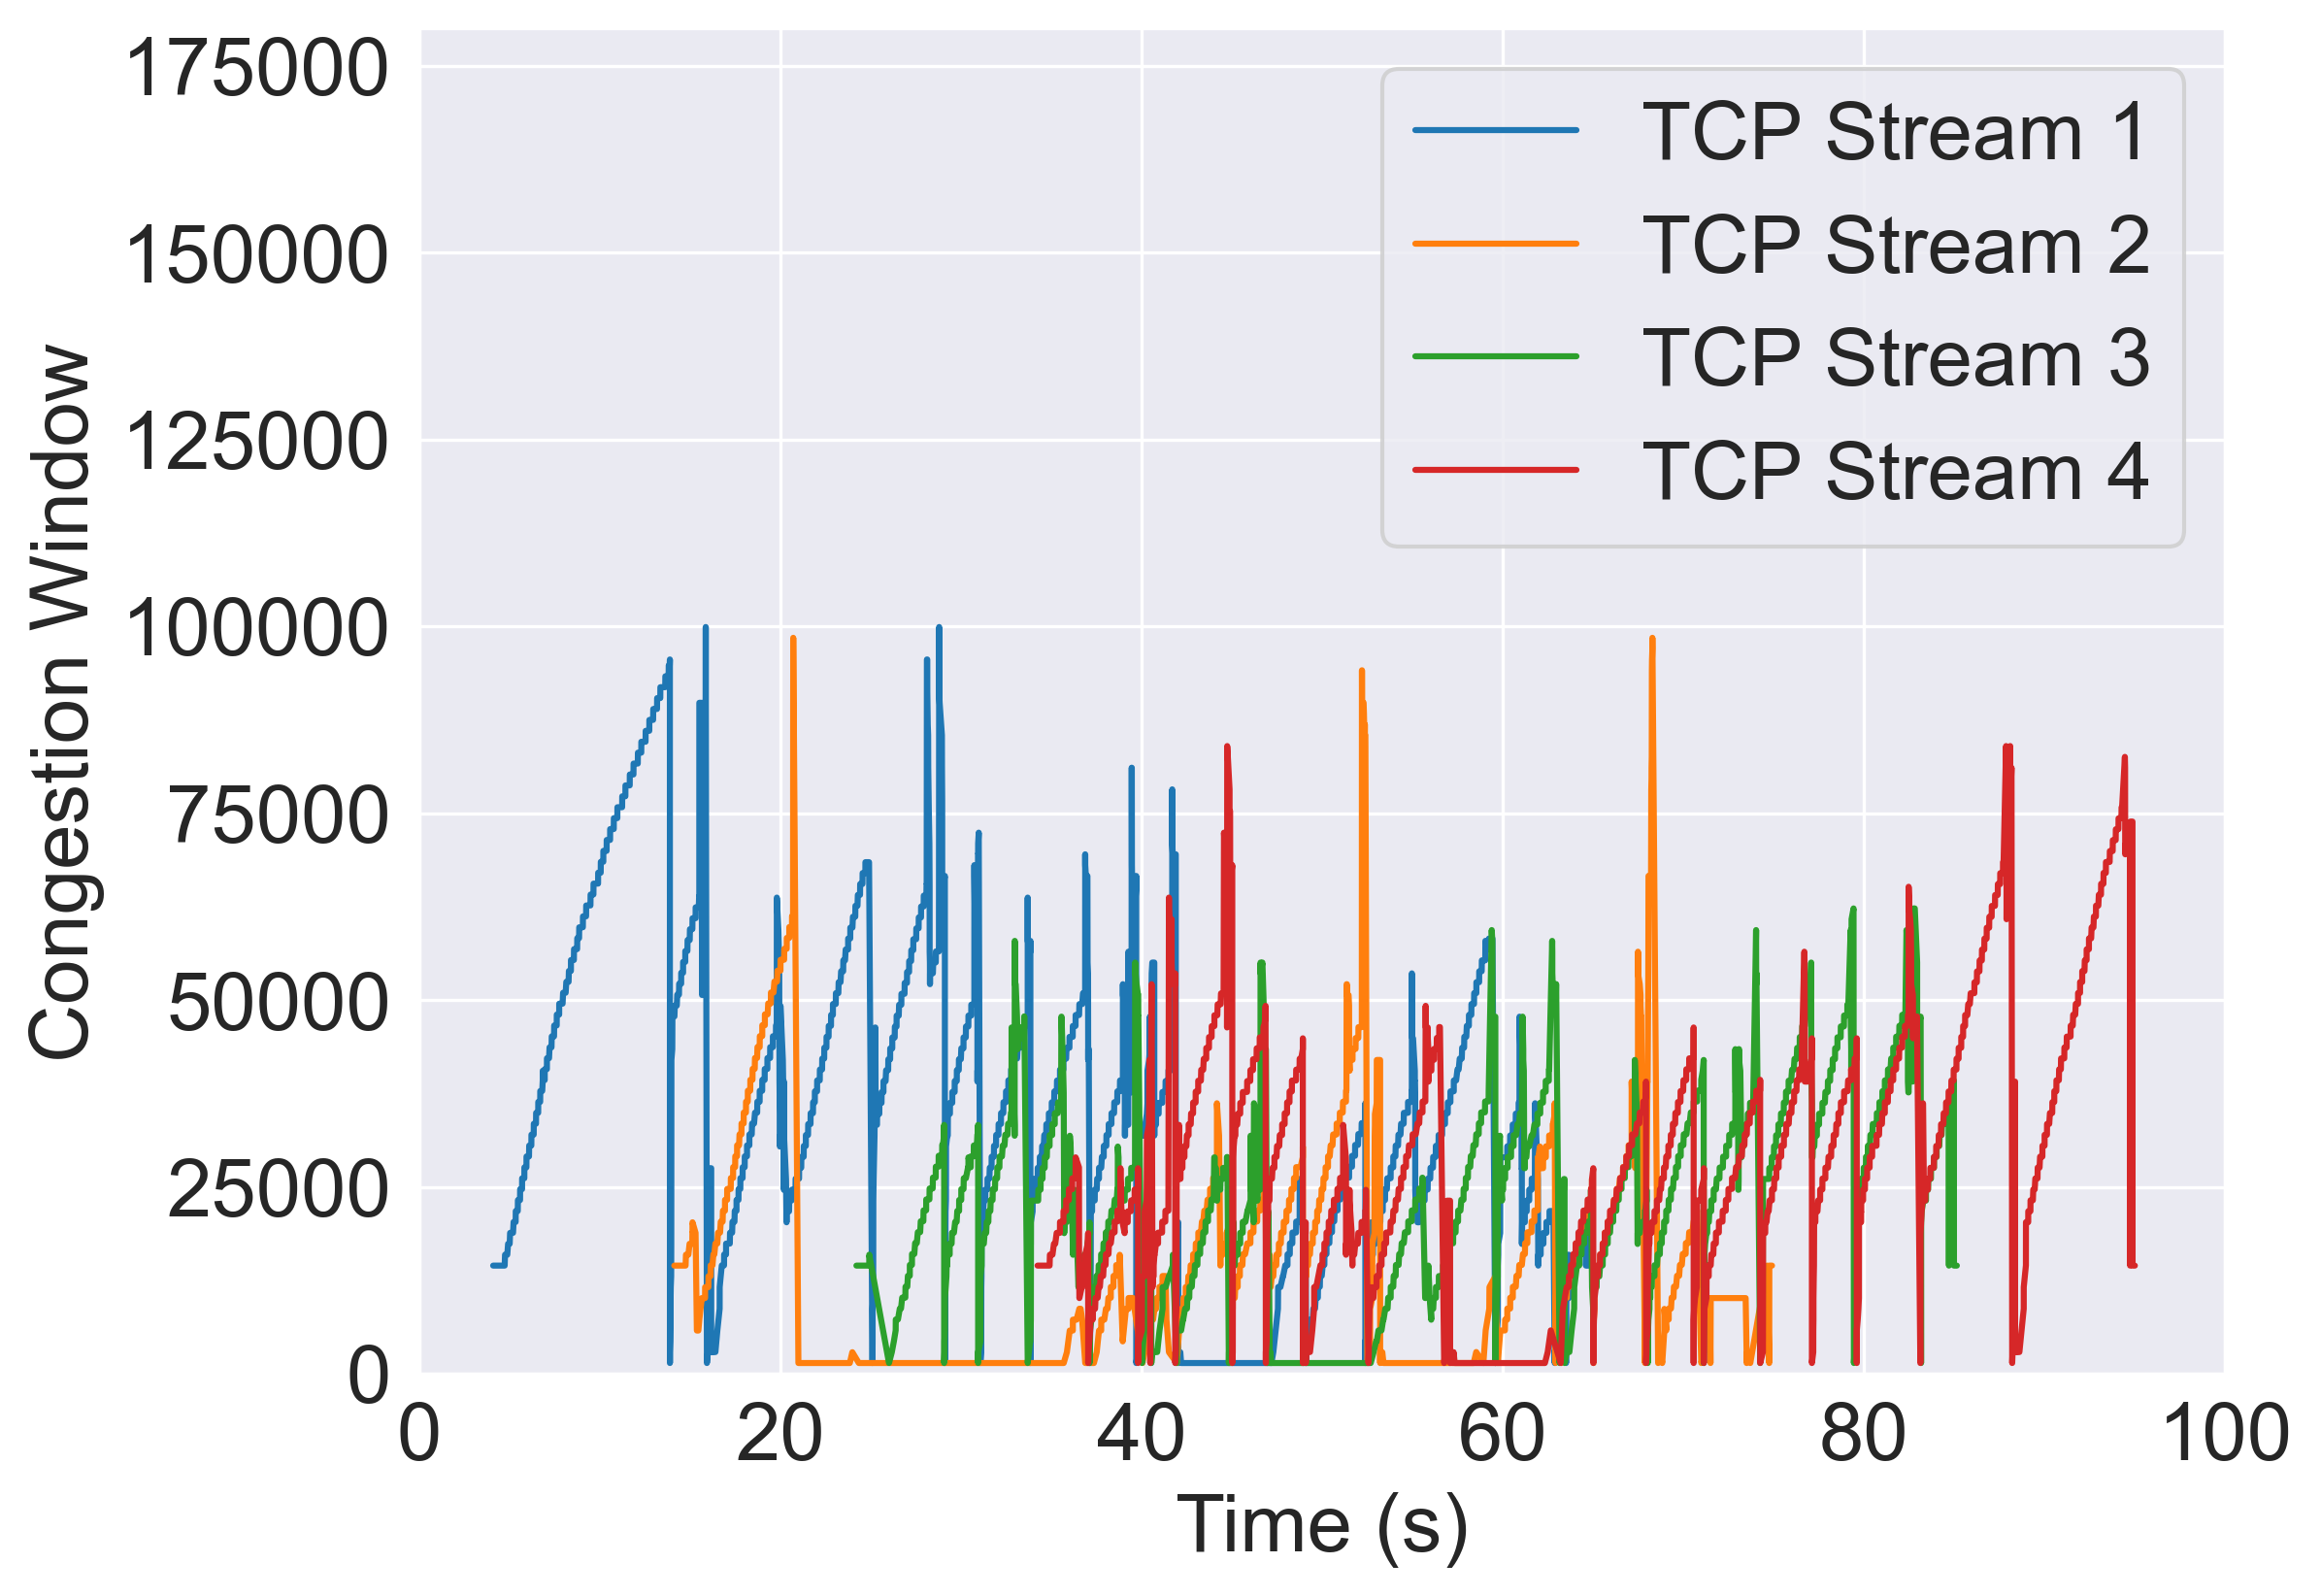 175000
150000
125000
100000
75000
50000
25000
0
Congestion Window
TCP Stream 1
TCP Stream 2
TCP Stream 3
TCP Stream 4
0 20 40 60 80 100
Time (s)